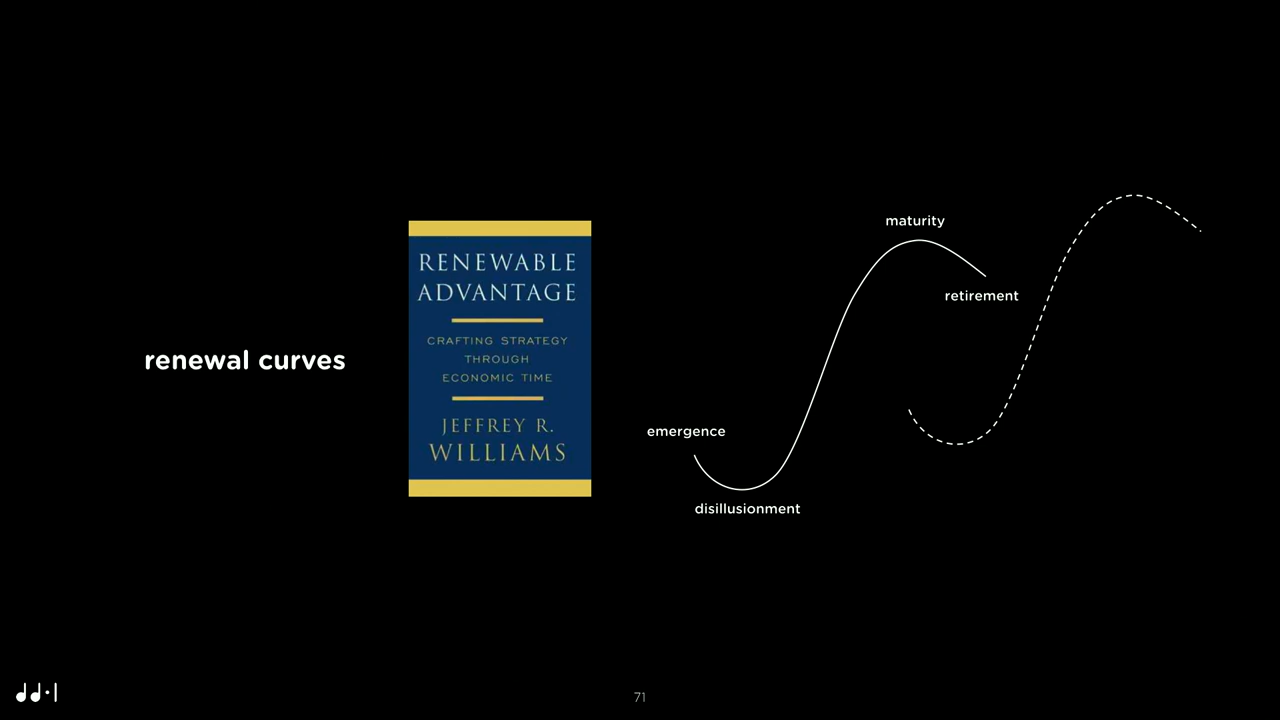 renewal curves
RENEWABLE
ADVANTAGE
CRAFTING STRATEGY
THROUGH
ECONOMIC TIME
JEFFREY R.
WILLIAMS
emergence
disillusionment
maturity
retirement
71